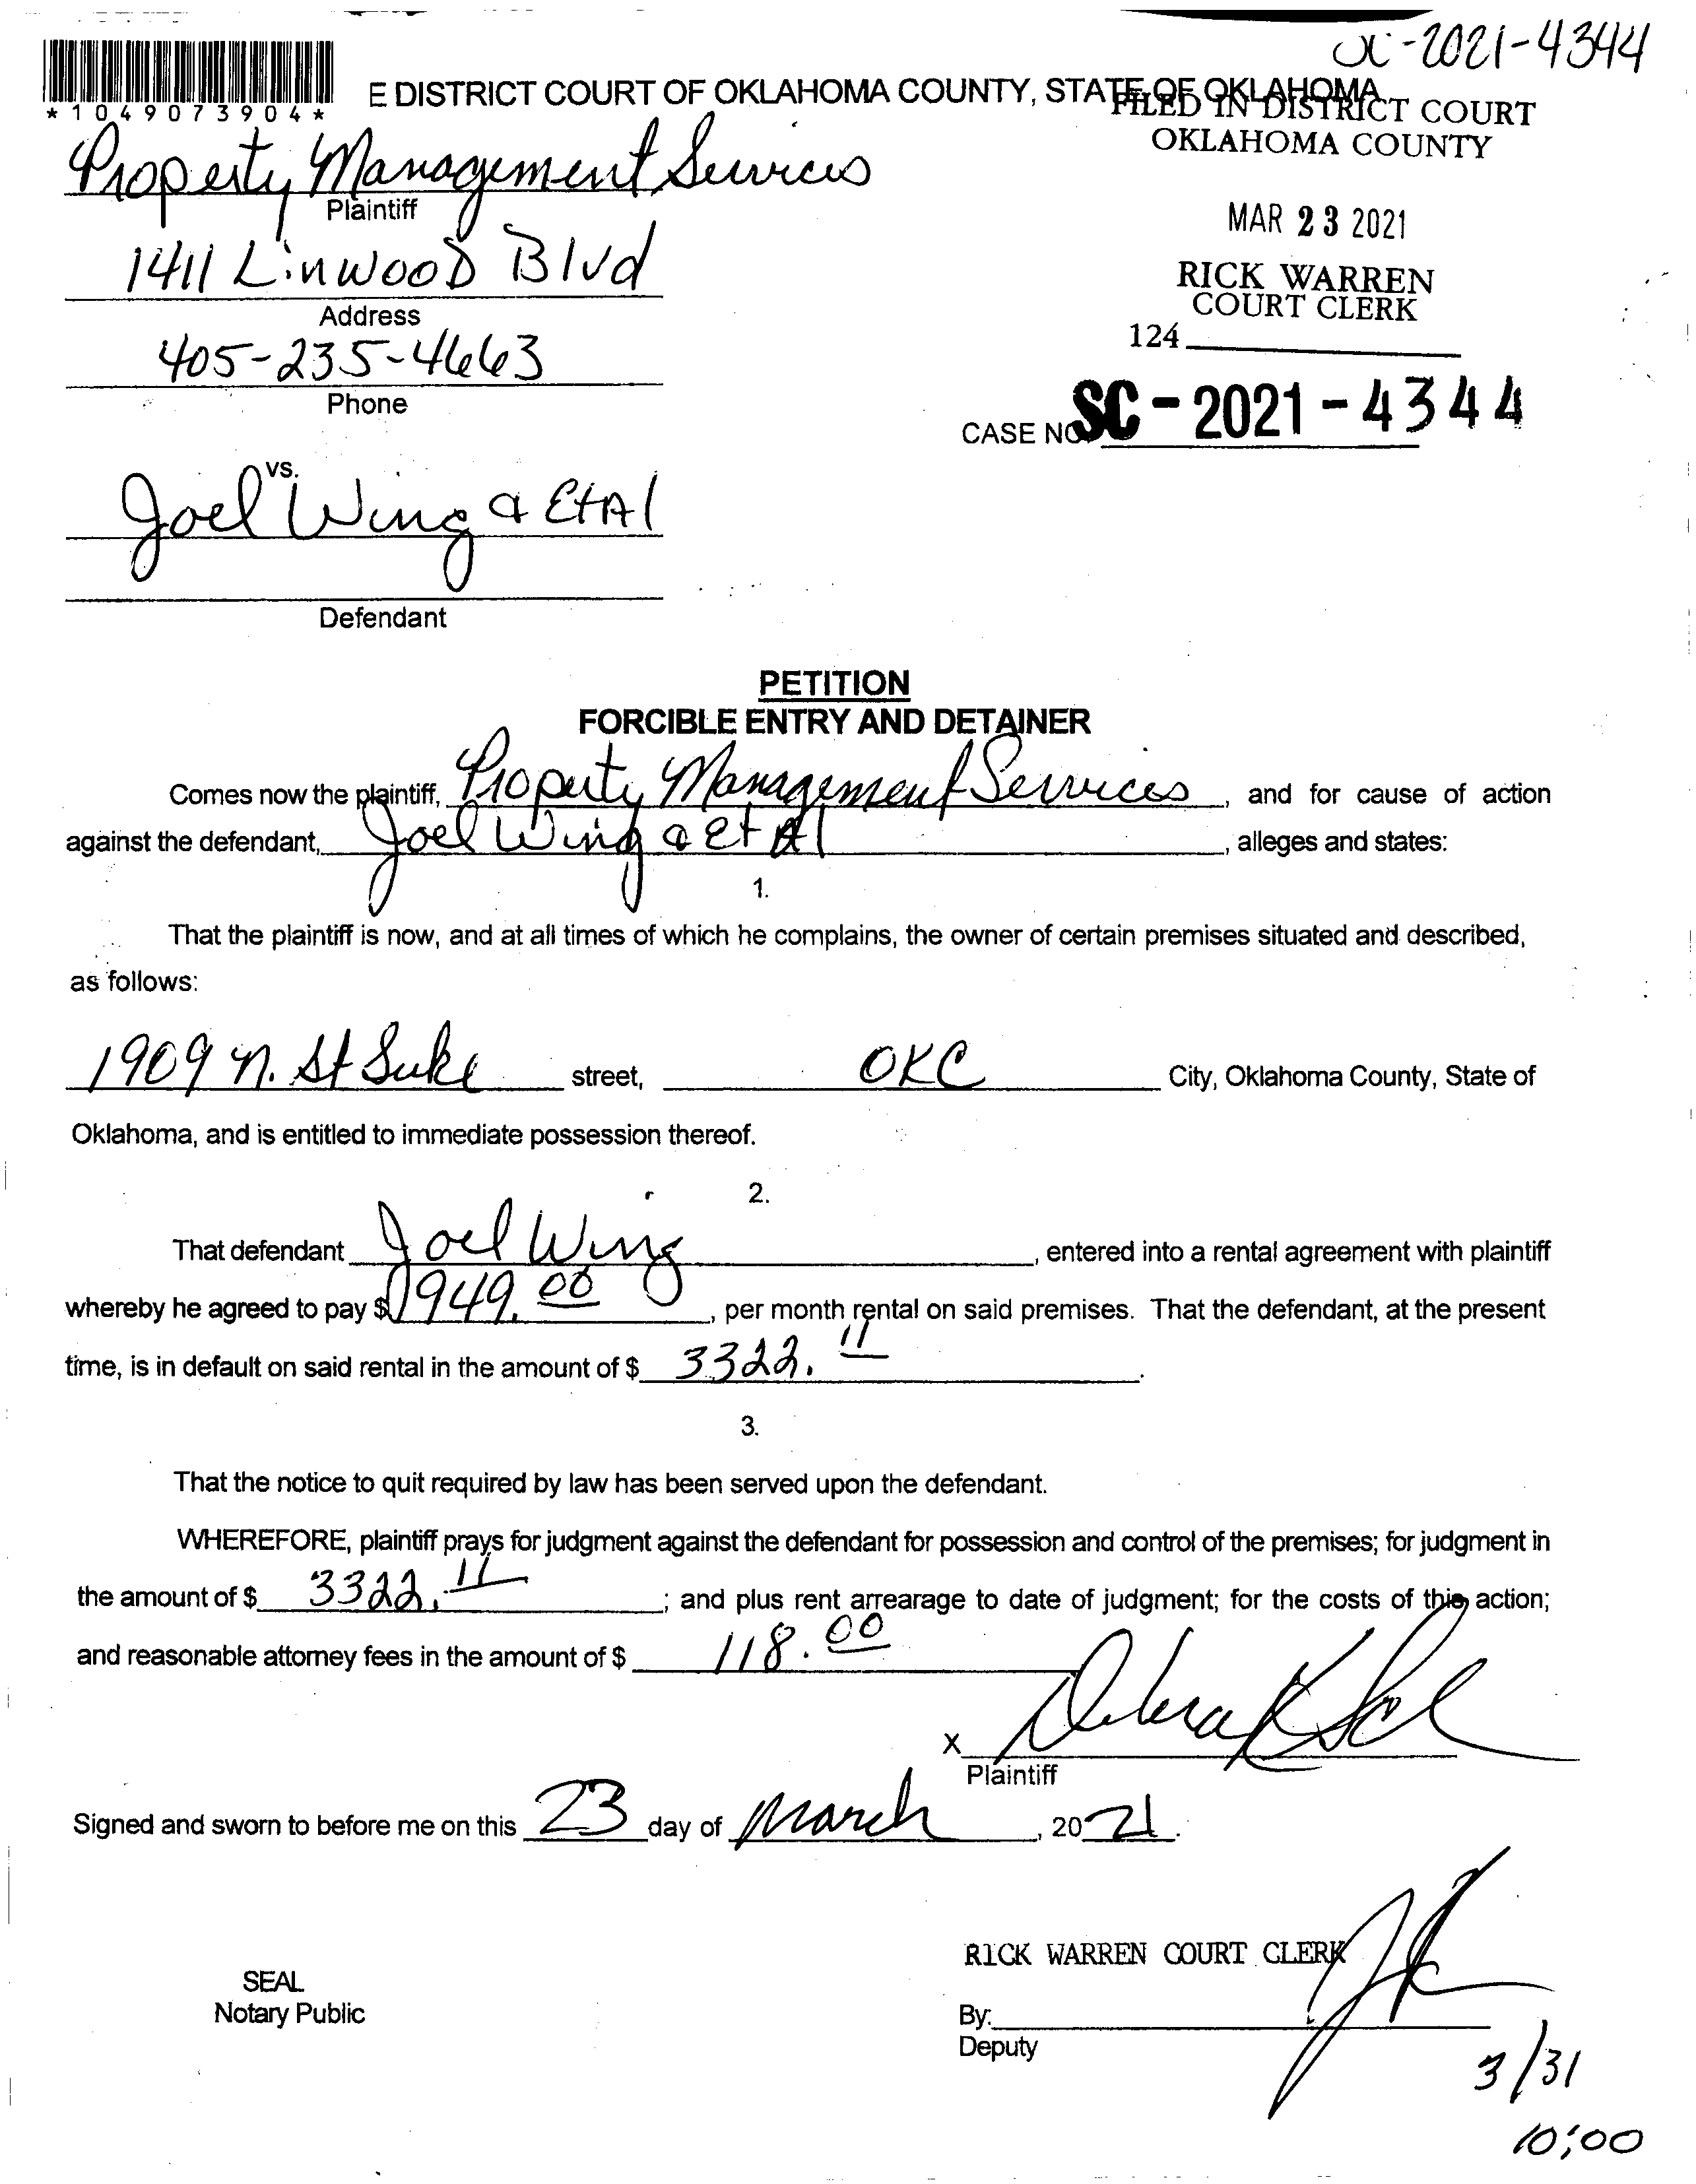 SC-2021-4344
*1049073904*
E DISTRICT COURT OF OKLAHOMA COUNTY, STATE OF OKLAHOMA
FILED IN DISTRICT COURT
OKLAHOMA COUNTY
Property Management Services
Plaintiff
MAR 23 2021
1411 Linwood Blvd
Address
RICK WARREN
COURT CLERK
124
405-235-4663
Phone
CASE NO. SC-2021-4344
vs.
Joel Wing & EtAl
Defendant
PETITION
FORCIBLE ENTRY AND DETAINER
Comes now the plaintiff, Property Management Services, and for cause of action
against the defendant, Joel Wing & Et Al, alleges and states:
1.
That the plaintiff is now, and at all times of which he complains, the owner of certain premises situated and described,
as follows:
1909 N. St Luke street, OKC City, Oklahoma County, State of
Oklahoma, and is entitled to immediate possession thereof.
2.
That defendant Joel Wing, entered into a rental agreement with plaintiff
whereby he agreed to pay $ 949.00, per month rental on said premises. That the defendant, at the present
time, is in default on said rental in the amount of $ 3322.11.
3.
That the notice to quit required by law has been served upon the defendant.
WHEREFORE, plaintiff prays for judgment against the defendant for possession and control of the premises; for judgment in
the amount of $ 3322.11; and plus rent arrearage to date of judgment; for the costs of this action;
and reasonable attorney fees in the amount of $ 118.00
X
Plaintiff
Signed and sworn to before me on this 23 day of March, 2021.
RICK WARREN COURT CLERK
SEAL
Notary Public
By:
Deputy
3/31
10:00